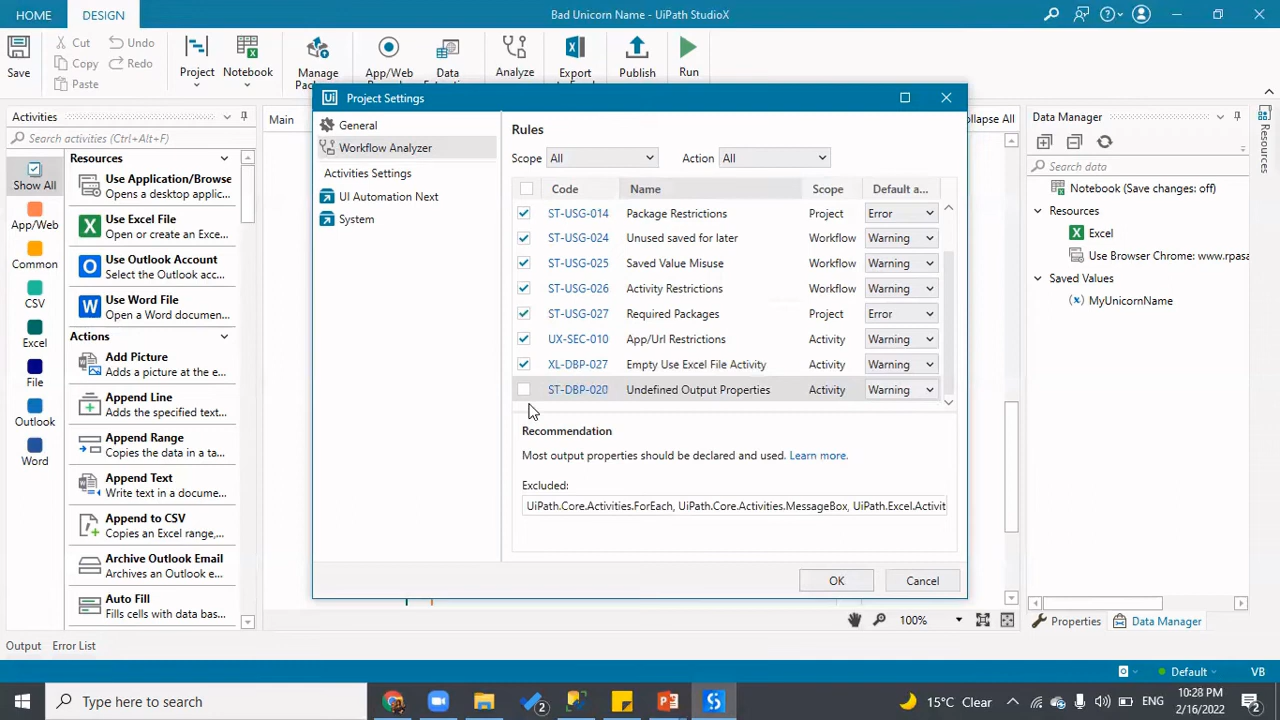 HOME
DESIGN
Bad Unicorn Name - UiPath StudioX
Save
Cut
Copy
Paste
Undo
Redo
Project
Notebook
Manage
App/Web
Data
Analyze
Export to
Excel
Publish
Run
Project Settings
General
Workflow Analyzer
Activities Settings
UI Automation Next
System
Rules
Scope All
Action All
Code Name Scope Default a...
ST-USG-014 Package Restrictions Project Error
ST-USG-024 Unused saved for later Workflow Warning
ST-USG-025 Saved Value Misuse Workflow Warning
ST-USG-026 Activity Restrictions Workflow Warning
ST-USG-027 Required Packages Project Error
UX-SEC-010 App/Url Restrictions Activity Warning
XL-DBP-027 Empty Use Excel File Activity Activity Warning
ST-DBP-020 Undefined Output Properties Activity Warning
Recommendation
Most output properties should be declared and used. Learn more.
Excluded:
UiPath.Core.Activities.ForEach, UiPath.Core.Activities.MessageBox, UiPath.Excel.Activit
OK
Cancel
Activities
Search activities (Ctrl+Alt+F)
Show All
App/Web
Common
CSV
Excel
File
Outlook
Word
Resources
Use Application/Browse
Opens a desktop applic...
Use Excel File
Opens or creates an Exce...
Use Outlook Account
Select the Outlook accou...
Use Word File
Open a Word documen...
Actions
Add Picture
Adds the specified pictu...
Append Line
Adds the specified text...
Append Range
Copies the data in a ta...
Append Text
Write text in a docume...
Append to CSV
Copies an Excel range,...
Archive Outlook Email
Archives an Outlook e...
Auto Fill
Fills cells with data bas...
Main
ollapse All
Data Manager
Search data
Notebook (Save changes: off)
Resources
Excel
Use Browser Chrome: www.rpasa
Saved Values
(x) MyUnicornName
Resources
100%
Properties
Data Manager
Output
Error List
Default
VB
Type here to search
2
15°C Clear
ENG
10:28 PM
2/16/2022
2